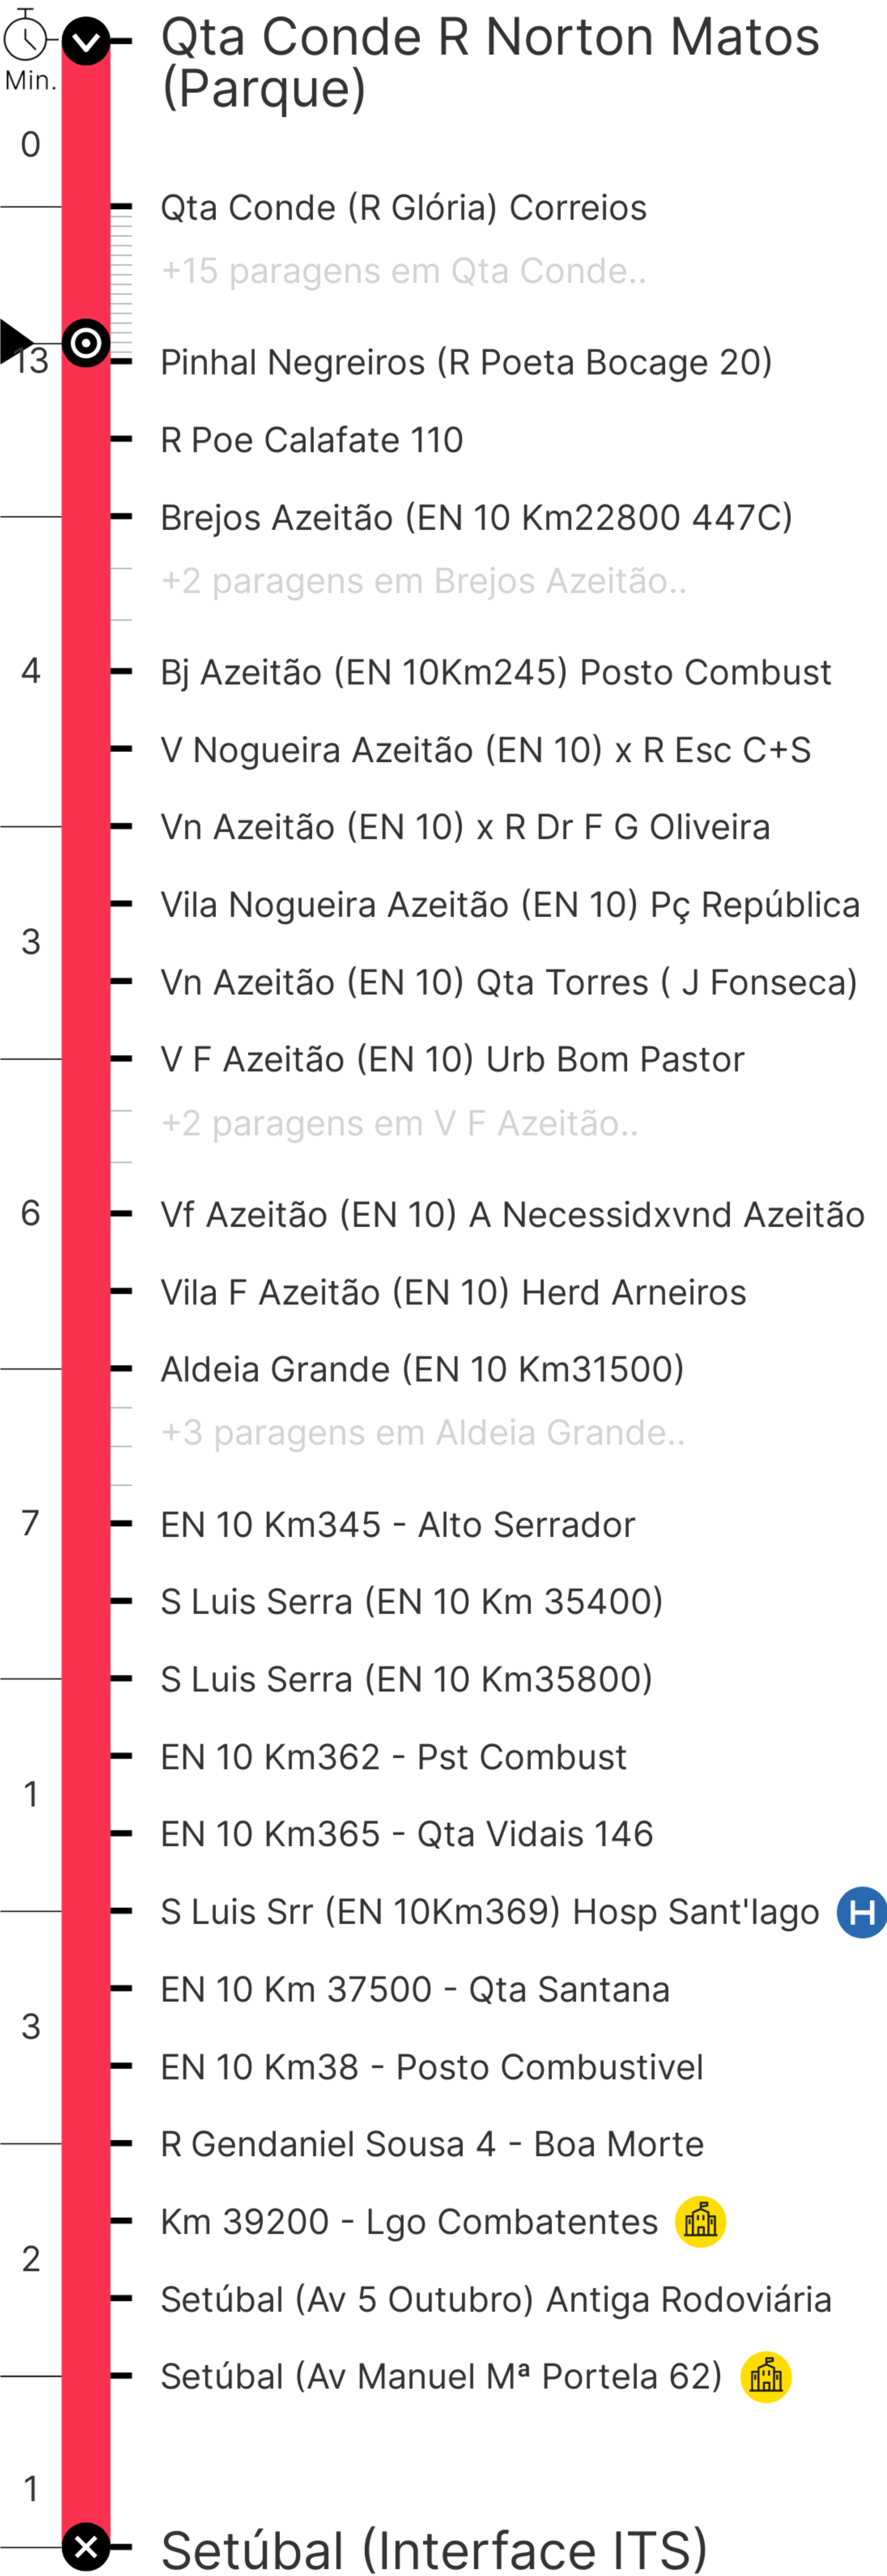 Qta Conde R Norton Matos
(Parque)
Min.
0
Qta Conde (R Glória) Correios
+15 paragens em Qta Conde..
13
Pinhal Negreiros (R Poeta Bocage 20)
R Poe Calafate 110
Brejos Azeitão (EN 10 Km22800 447C)
+2 paragens em Brejos Azeitão..
4
Bj Azeitão (EN 10Km245) Posto Combust
V Nogueira Azeitão (EN 10) x R Esc C+S
Vn Azeitão (EN 10) x R Dr F G Oliveira
Vila Nogueira Azeitão (EN 10) Pç República
3
Vn Azeitão (EN 10) Qta Torres ( J Fonseca)
V F Azeitão (EN 10) Urb Bom Pastor
+2 paragens em V F Azeitão..
6
Vf Azeitão (EN 10) A Necessidxvnd Azeitão
Vila F Azeitão (EN 10) Herd Arneiros
Aldeia Grande (EN 10 Km31500)
+3 paragens em Aldeia Grande..
7
EN 10 Km345 - Alto Serrador
S Luis Serra (EN 10 Km 35400)
S Luis Serra (EN 10 Km35800)
EN 10 Km362 - Pst Combust
1
EN 10 Km365 - Qta Vidais 146
S Luis Srr (EN 10Km369) Hosp Sant'Iago H
EN 10 Km 37500 - Qta Santana
3
EN 10 Km38 - Posto Combustivel
R Gendaniel Sousa 4 - Boa Morte
Km 39200 - Lgo Combatentes
2
Setúbal (Av 5 Outubro) Antiga Rodoviária
Setúbal (Av Manuel Mª Portela 62)
1
Setúbal (Interface ITS)